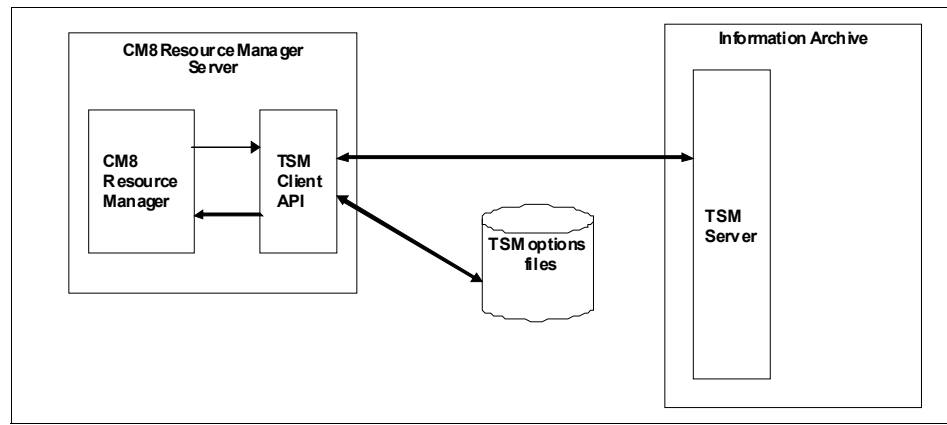 CM8 Resource Manager
Server
Information Archive
CM8
Resource
Manager
TSM
Client
API
TSM options
files
TSM
Server